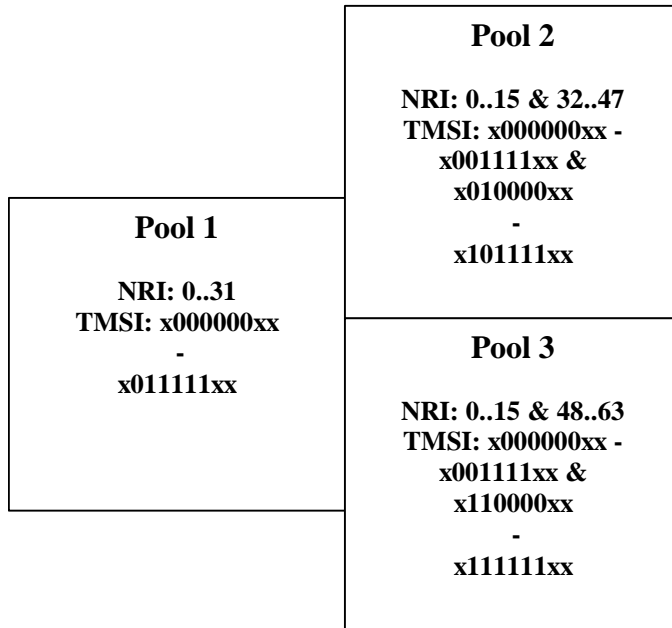 Pool 2
NRI: 0..15 & 32..47
TMSI: x000000xx -
x001111xx &
x010000xx
-
x101111xx
Pool 1
NRI: 0..31
TMSI: x000000xx
-
x011111xx
Pool 3
NRI: 0..15 & 48..63
TMSI: x000000xx -
x001111xx &
x110000xx
-
x111111xx